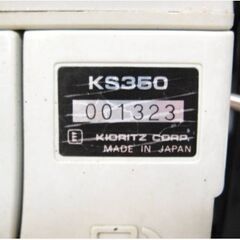 KS350
001323
KIORITZ CORP.
MADE IN JAPAN